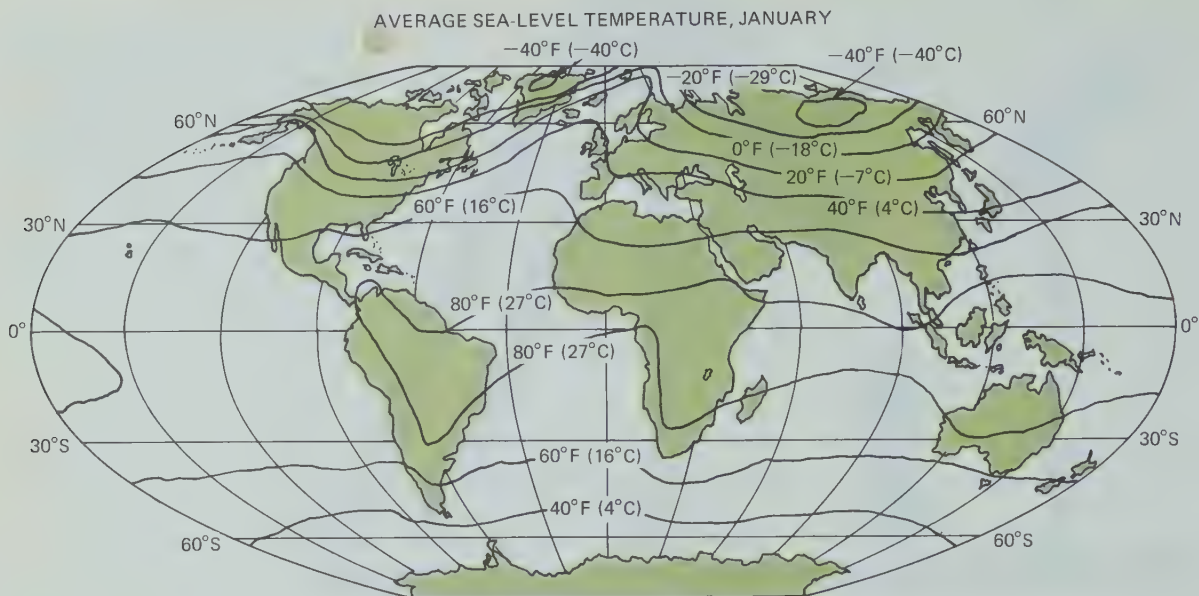 AVERAGE SEA-LEVEL TEMPERATURE, JANUARY
−40°F (−40°C)
−40°F (−40°C)
−20°F (−29°C)
60°N
60°N
0°F (−18°C)
20°F (−7°C)
60°F (16°C)
40°F (4°C)
30°N
30°N
80°F (27°C)
0°
0°
80°F (27°C)
30°S
30°S
60°F (16°C)
40°F (4°C)
60°S
60°S